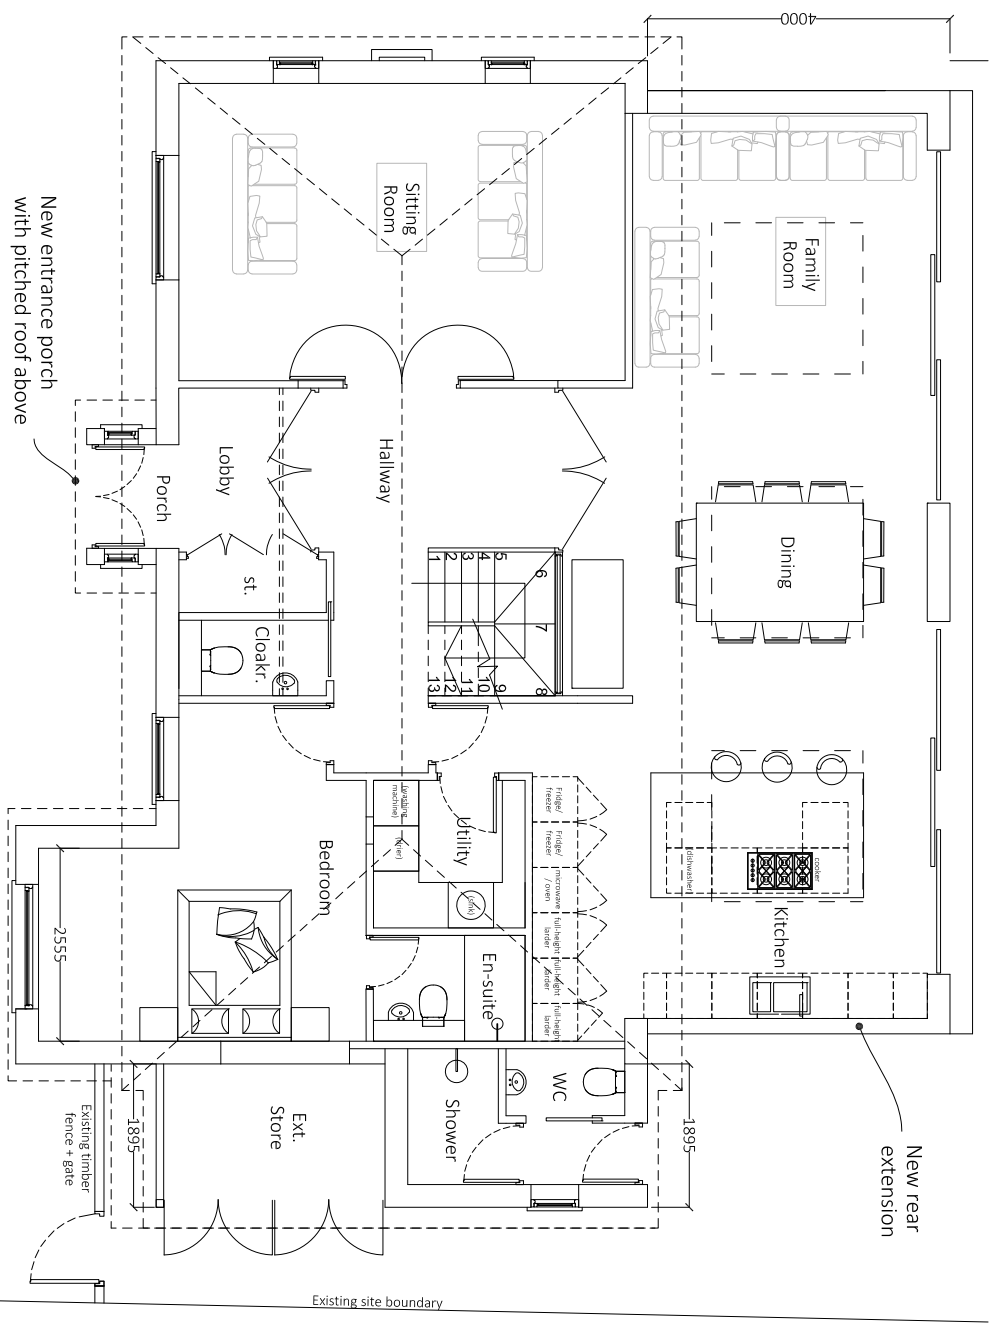 4000
Sitting
Room
Family
Room
New entrance porch
with pitched roof above
Lobby
Hallway
Porch
Dining
st.
Cloakr.
1
2
3
4
5
6
7
8
9
10
11
12
13
Fridge/
freezer
Fridge/
freezer
microwave
/ oven
full-height
larder
full-height
larder
full-height
larder
(washing
machine)
(drier)
Utility
(sink)
cooker
dishwasher
Kitchen
Bedroom
2555
En-suite
WC
Shower
Ext.
Store
1895
1895
New rear
extension
Existing timber
fence + gate
Existing site boundary